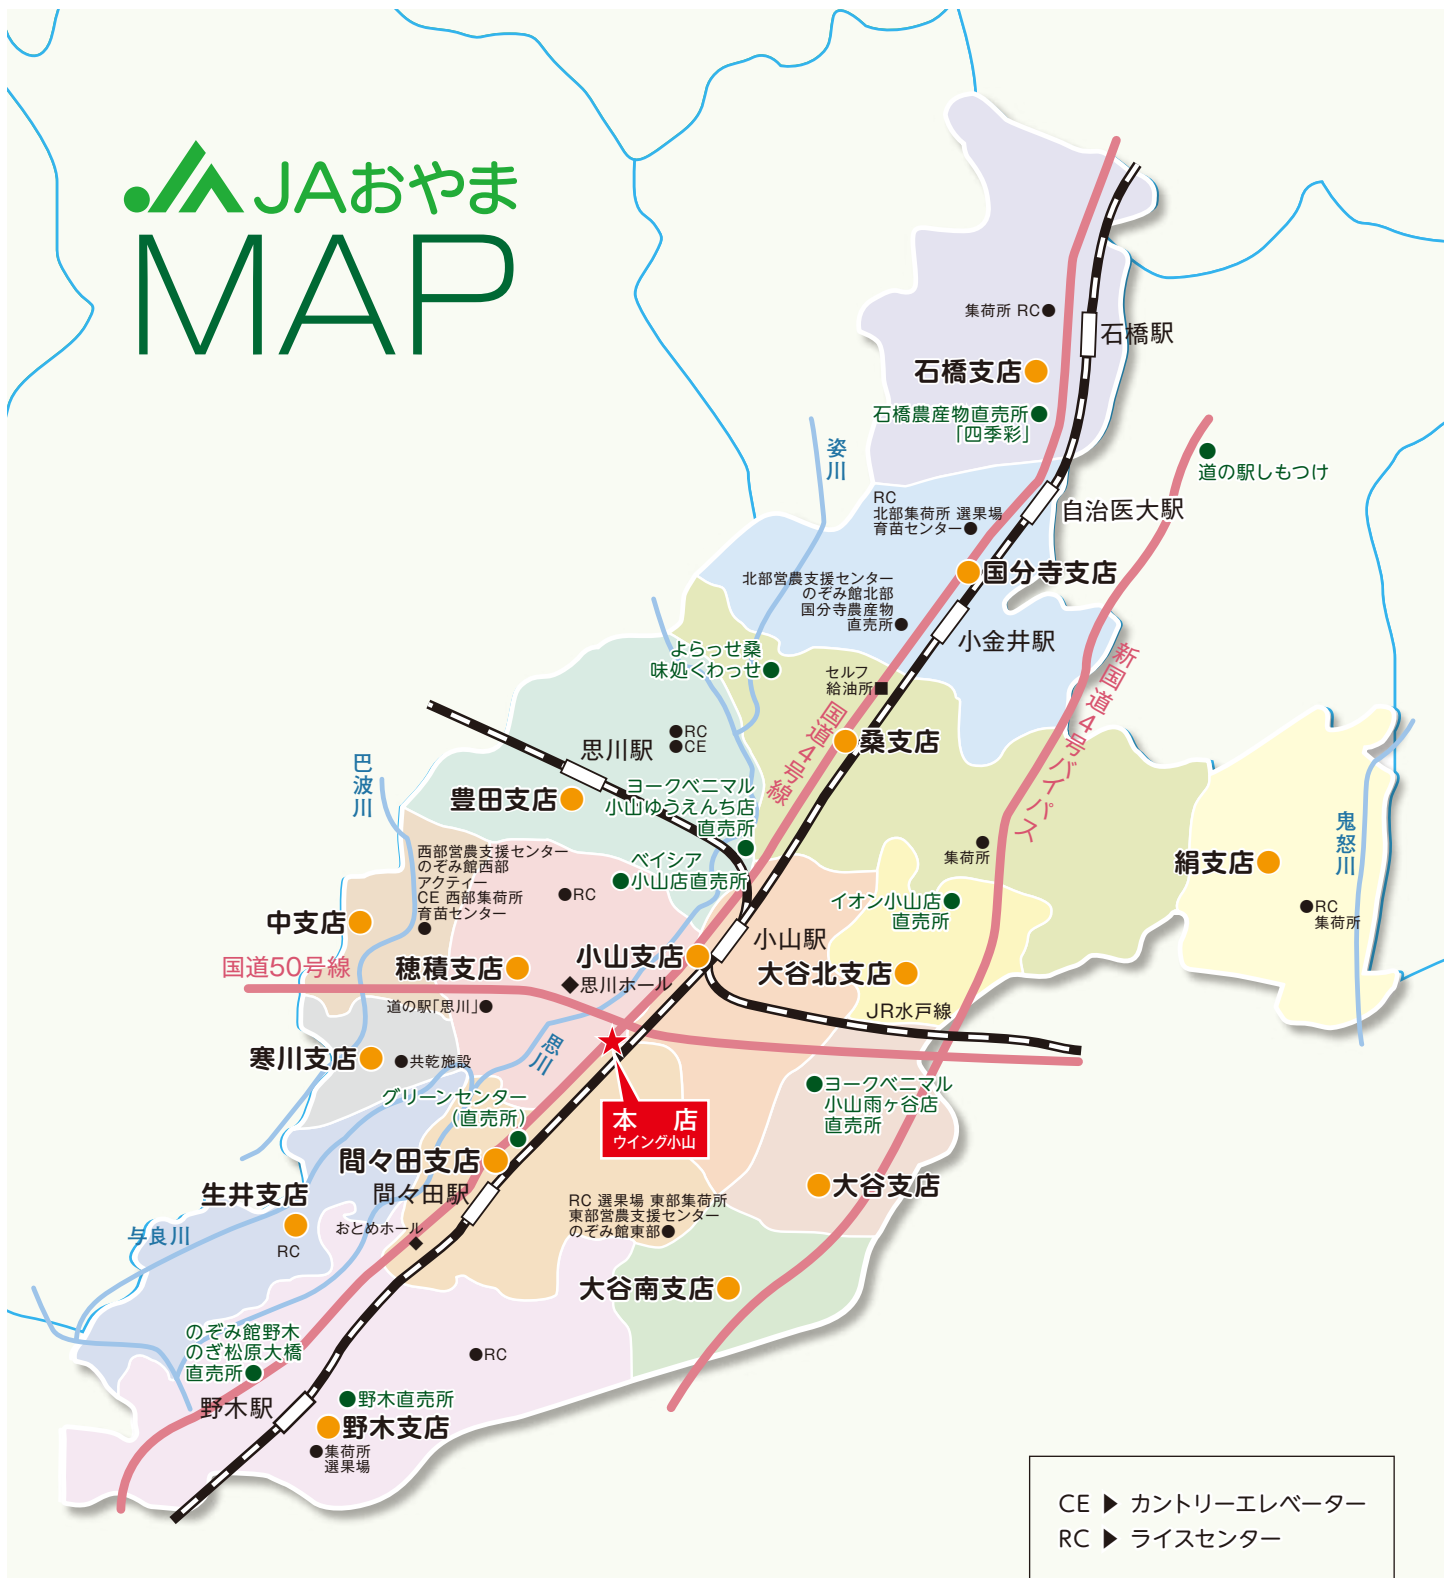 JAおやま
MAP
集荷所 RC
石橋駅
石橋支店
石橋農産物直売所
「四季彩」
姿川
道の駅しもつけ
RC
北部集荷所 選果場
育苗センター
自治医大駅
国分寺支店
北部営農支援センター
のぞみ館北部
国分寺農産物
直売所
小金井駅
よらっせ桑
味処くわっせ
セルフ
給油所
新国道4号バイパス
国道4号線
RC
CE
思川駅
桑支店
巴波川
豊田支店
ヨークベニマル
小山ゆうえんち店
直売所
鬼怒川
西部営農支援センター
のぞみ館西部
アクティー
CE 西部集荷所
育苗センター
ベイシア
小山店直売所
集荷所
絹支店
RC
イオン小山店
直売所
RC
集荷所
中支店
小山駅
国道50号線
穂積支店
小山支店
思川ホール
大谷北支店
道の駅「思川」
JR水戸線
思川
寒川支店
共乾施設
グリーンセンター
(直売所)
本 店
ウイング小山
ヨークベニマル
小山雨ヶ谷店
直売所
間々田支店
間々田駅
大谷支店
生井支店
RC
与良川
おとめホール
RC 選果場 東部集荷所
東部営農支援センター
のぞみ館東部
大谷南支店
のぞみ館野木
のぎ松原大橋
直売所
RC
野木駅
野木直売所
野木支店
集荷所
選果場
CE ▶ カントリーエレベーター
RC ▶ ライスセンター